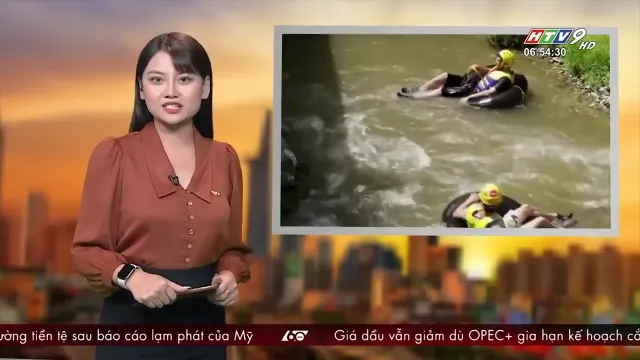 HTV9 HD
06:54:30
ường tiền tệ sau báo cáo lạm phát của Mỹ 60 Giá dầu vẫn giảm dù OPEC+ gia hạn kế hoạch cắ